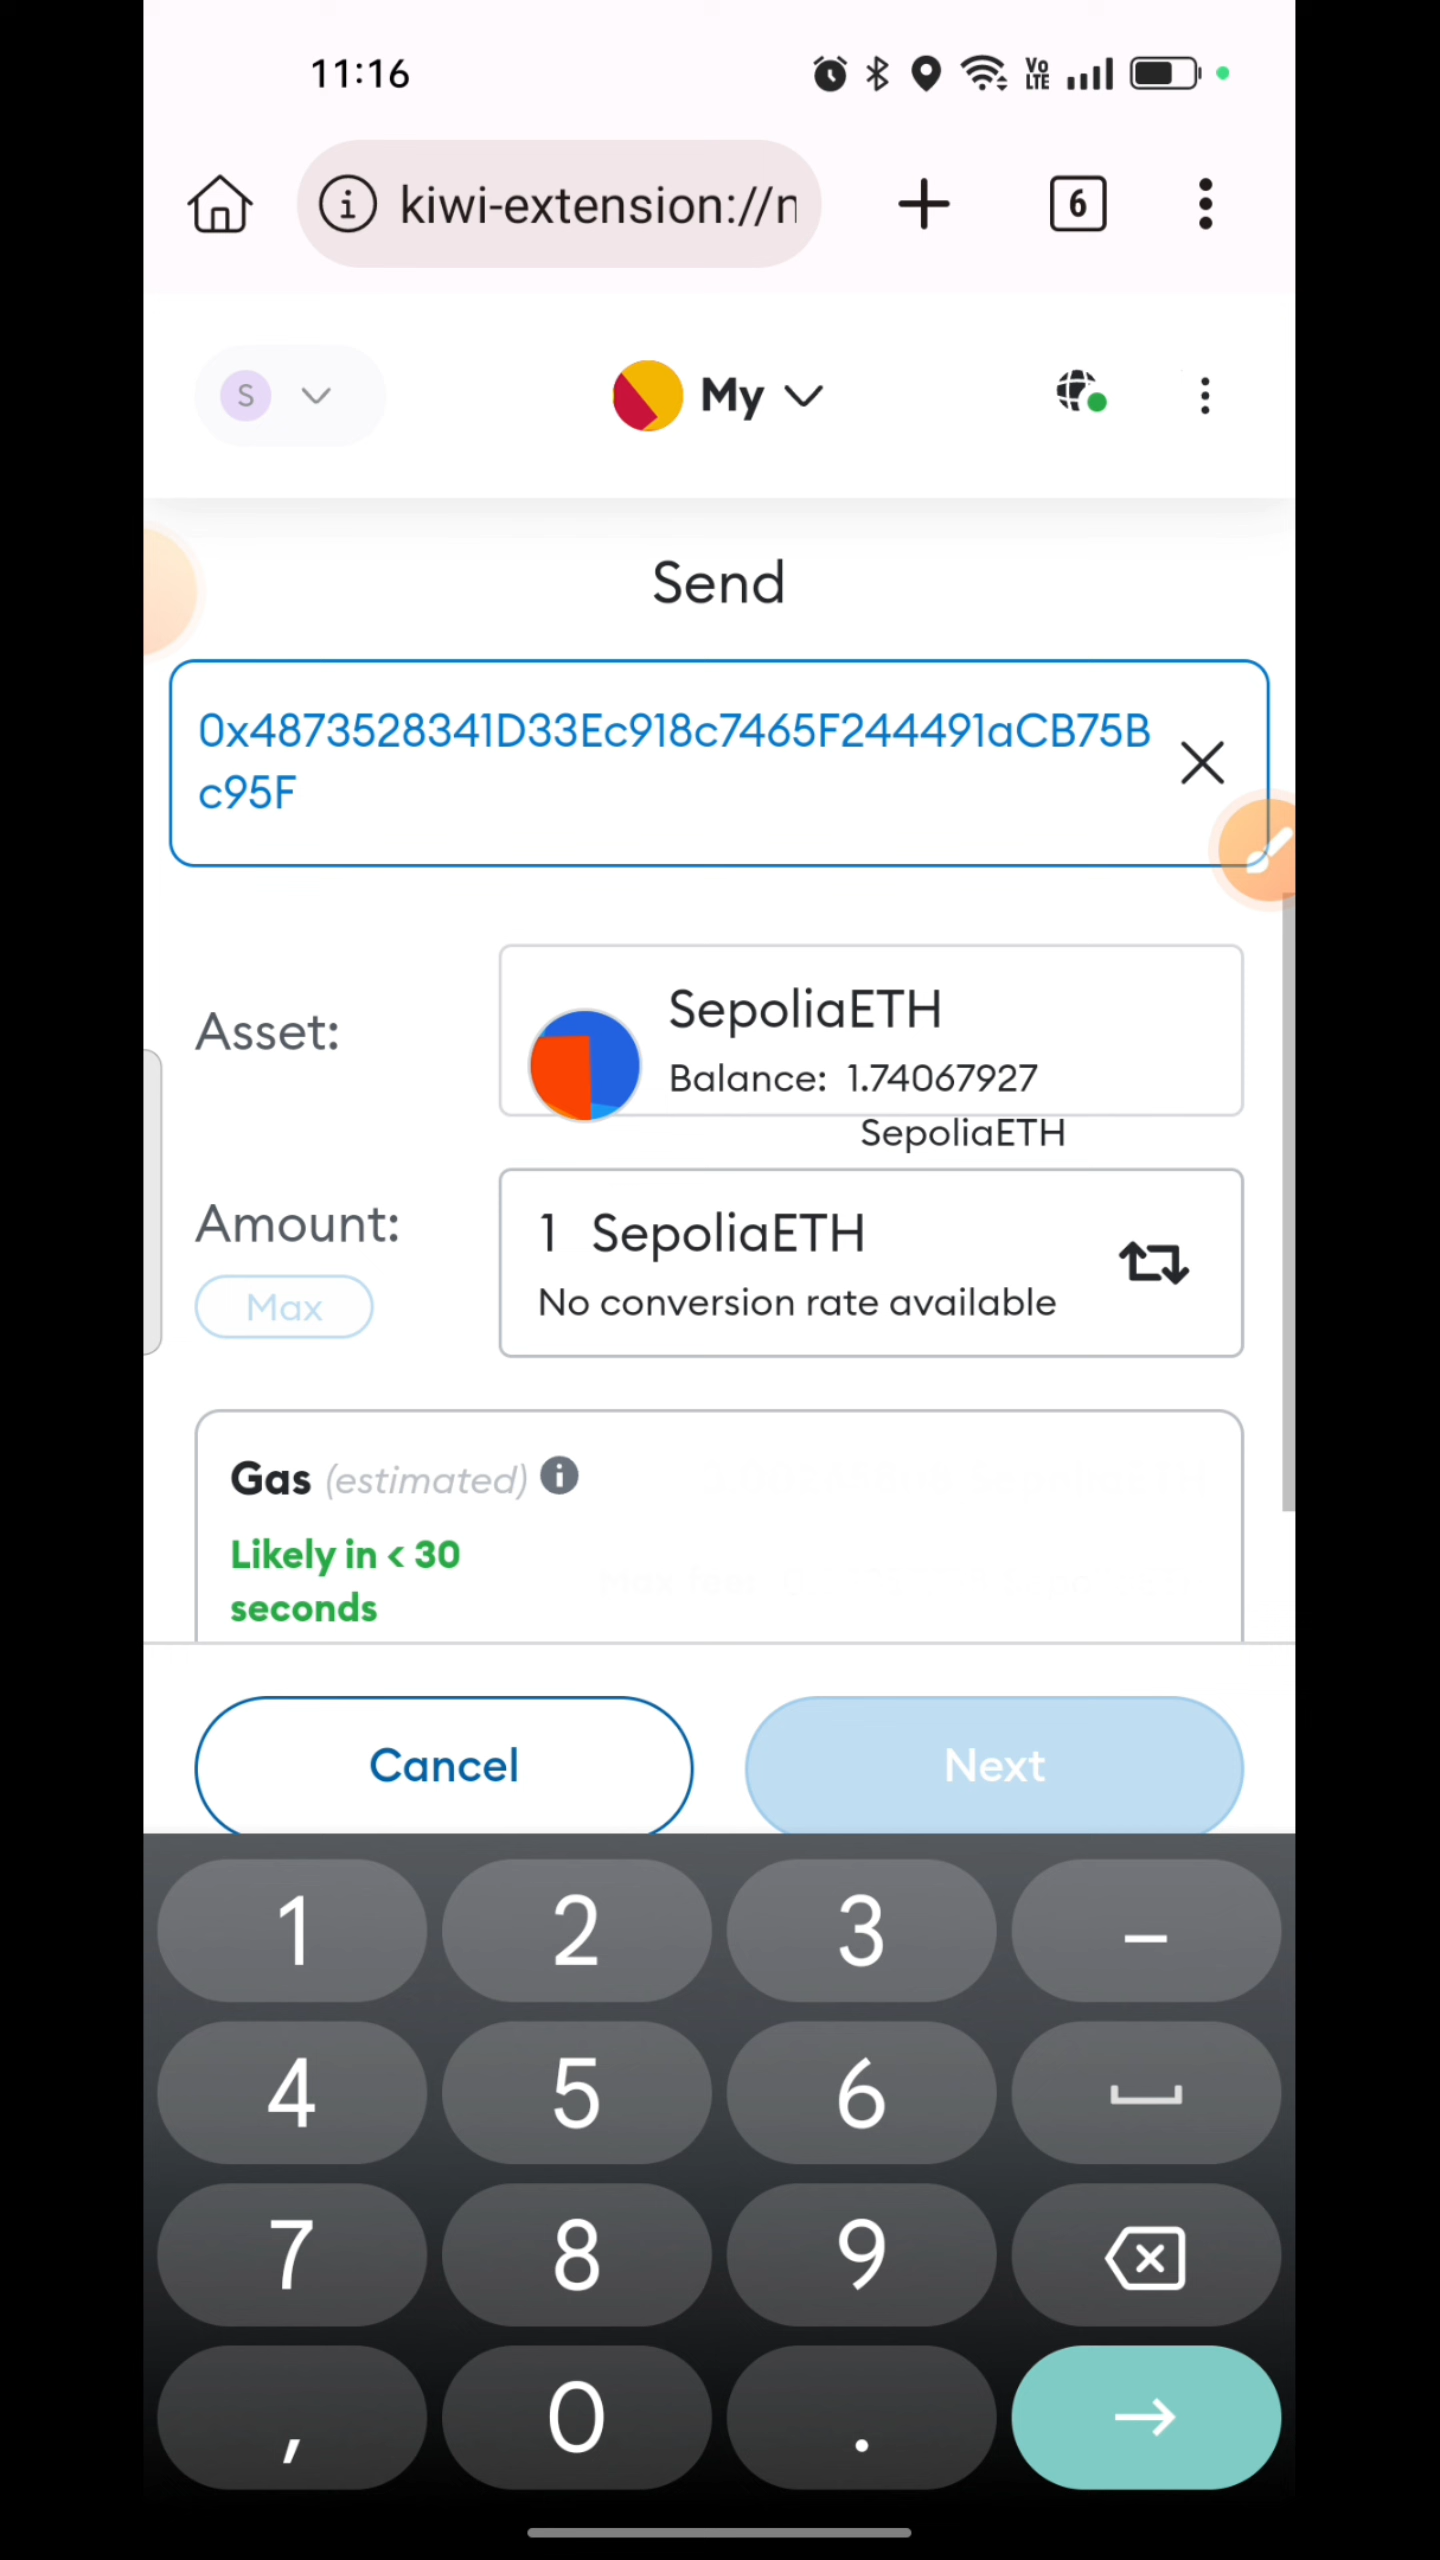 11:16
Vo
LTE
kiwi-extension://n
6
S
My
Send
0x4873528341D33Ec918c7465F244491aCB75B
c95F
Asset:
SepoliaETH
Balance: 1.74067927
SepoliaETH
Amount:
1 SepoliaETH
Max
No conversion rate available
Gas (estimated)
Likely in < 30
seconds
Cancel
Next
1 2 3 –
4 5 6
7 8 9
, 0 .